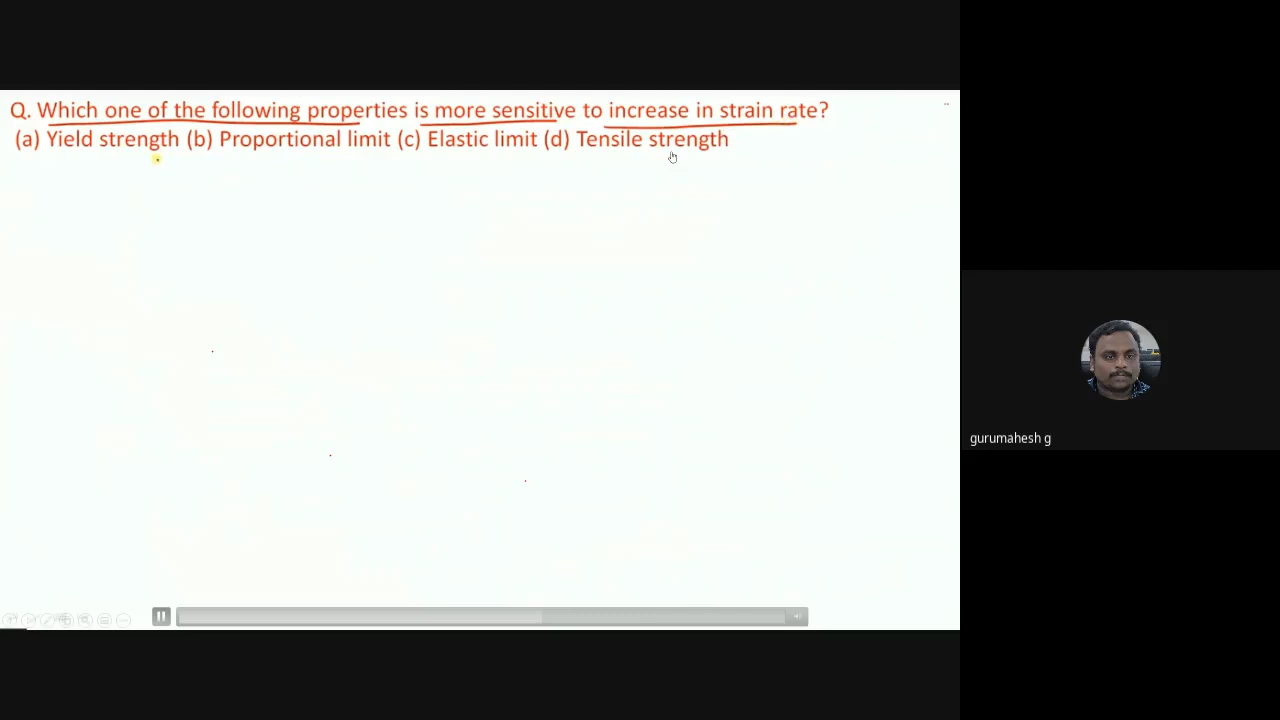 Q. Which one of the following properties is more sensitive to increase in strain rate?
(a) Yield strength (b) Proportional limit (c) Elastic limit (d) Tensile strength
gurumahesh g